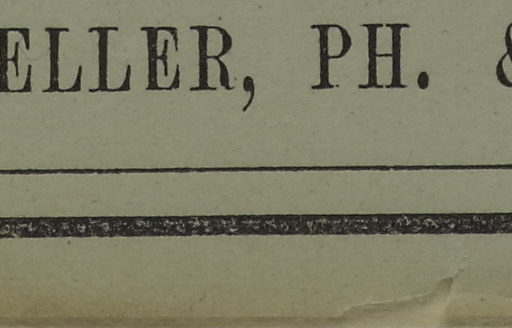 ELLER, PH. &